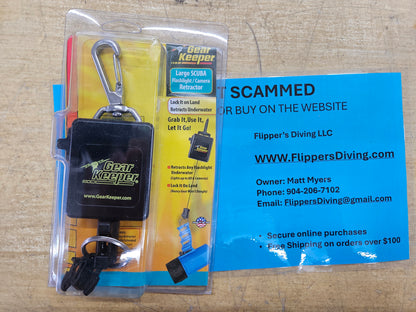 Gear
Keeper
Large SCUBA
Flashlight / Camera
Retractor
Lock it on Land
Retracts Underwater
Grab It, Use It,
Let It Go!
Retracts Any Flashlight
Underwater
Lock it On Land
Gear
Keeper
www.GearKeeper.com
T SCAMMED
OR BUY ON THE WEBSITE
Flipper's Diving LLC
WWW.FlippersDiving.com
Owner: Matt Myers
Phone: 904-206-7102
Email: FlippersDiving@gmail.com
• Secure online purchases
• Free Shipping on orders over $100